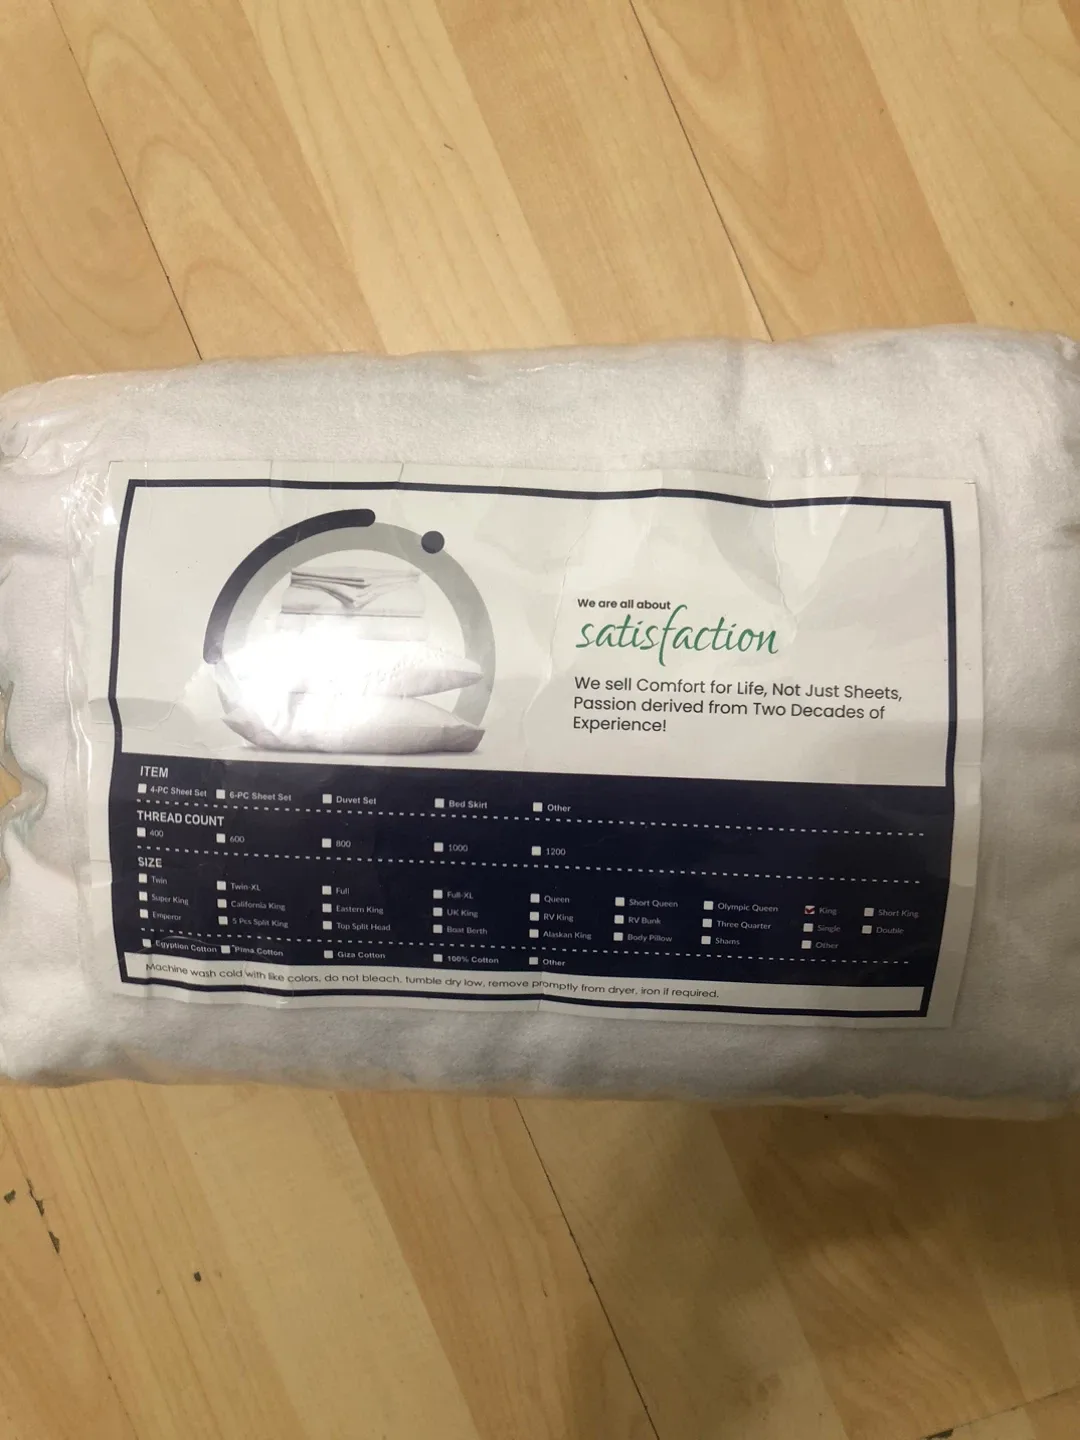 We are all about
satisfaction
We sell Comfort for Life, Not Just Sheets,
Passion derived from Two Decades of
Experience!
ITEM
4-PC Sheet Set 6-PC Sheet Set Duvet Set Bed Skirt Other
THREAD COUNT
400 600 800 1000 1200
SIZE
Twin Twin-XL Full Full-XL Queen Short Queen Olympic Queen King Short King
Super King California King Eastern King UK King RV King RV Bunk Three Quarter Single Double
Emperor 5 Pcs Split King Top Split Head Boat Berth Alaskan King Body Pillow Shams Other
Egyption Cotton Pima Cotton Giza Cotton 100% Cotton Other
Machine wash cold with like colors, do not bleach, tumble dry low, remove promptly from dryer, iron if required.